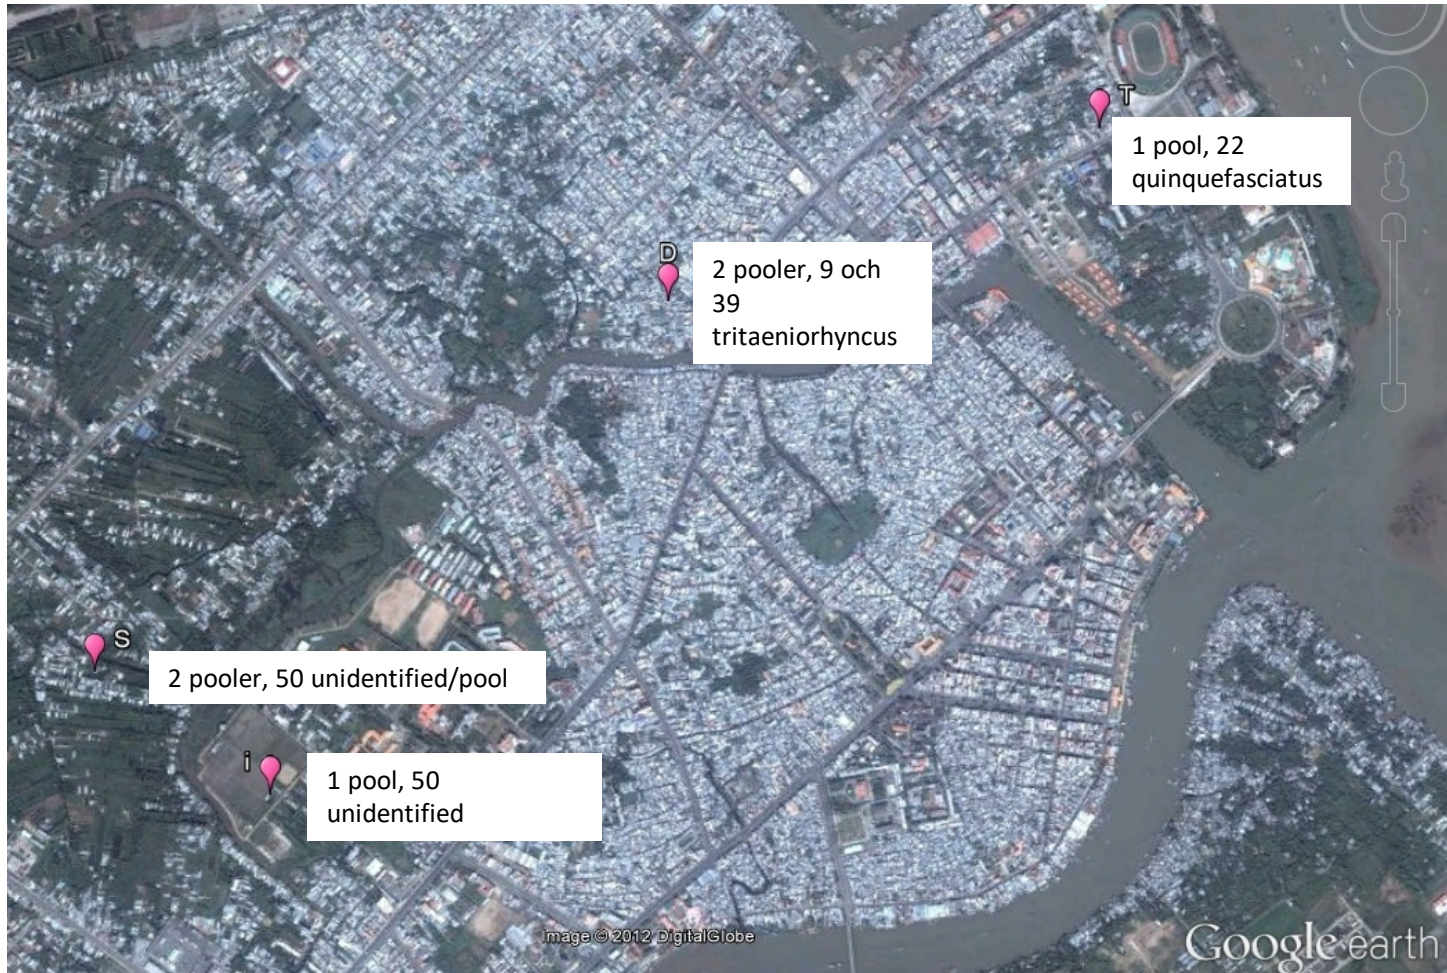 T
1 pool, 22
quinquefasciatus
D
2 pooler, 9 och
39
tritaeniorhyncus
S
2 pooler, 50 unidentified/pool
i
1 pool, 50
unidentified
Image © 2012 DigitalGlobe
Google earth